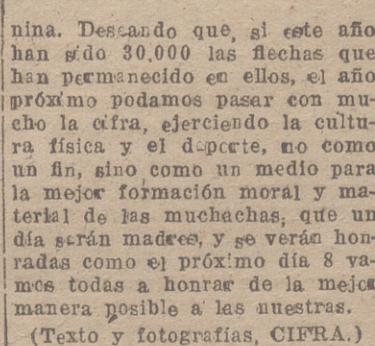 nina. Deseando que, si este año
han sido 30.000 las flechas que
han permanecido en ellos, el año
próximo podamos pasar con mu-
cho la cifra, ejerciendo la cultu-
ra física y el deporte, no como
un fin, sino como un medio para
la mejor formación moral y ma-
terial de las muchachas; que un
día serán madres, y se verán hon-
radas como el próximo día 8 va-
mos todas a honrar de la mejor
manera posible a las nuestras.
(Texto y fotografías, CIFRA.)